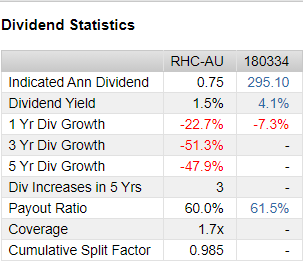 Dividend Statistics
RHC-AU 180334
Indicated Ann Dividend 0.75 295.10
Dividend Yield 1.5% 4.1%
1 Yr Div Growth -22.7% -7.3%
3 Yr Div Growth -51.3% -
5 Yr Div Growth -47.9% -
Div Increases in 5 Yrs 3 -
Payout Ratio 60.0% 61.5%
Coverage 1.7x -
Cumulative Split Factor 0.985 -